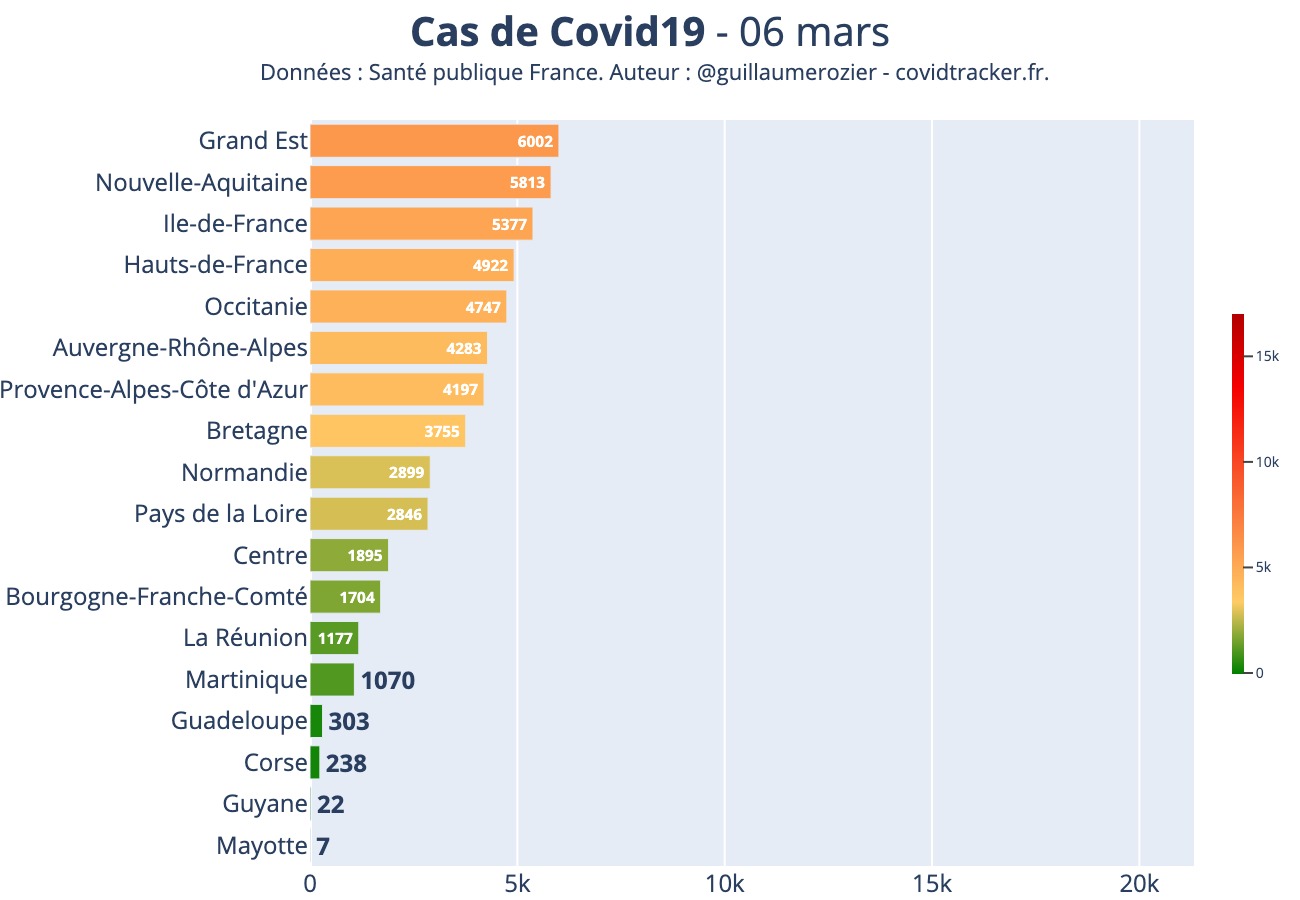 Cas de Covid19 - 06 mars
Données : Santé publique France. Auteur : @guillaumerozier - covidtracker.fr.
Grand Est 6002
Nouvelle-Aquitaine 5813
Ile-de-France 5377
Hauts-de-France 4922
Occitanie 4747
Auvergne-Rhône-Alpes 4283
Provence-Alpes-Côte d'Azur 4197
Bretagne 3755
Normandie 2899
Pays de la Loire 2846
Centre 1895
Bourgogne-Franche-Comté 1704
La Réunion 1177
Martinique 1070
Guadeloupe 303
Corse 238
Guyane 22
Mayotte 7
0 5k 10k 15k 20k
15k
10k
5k
0